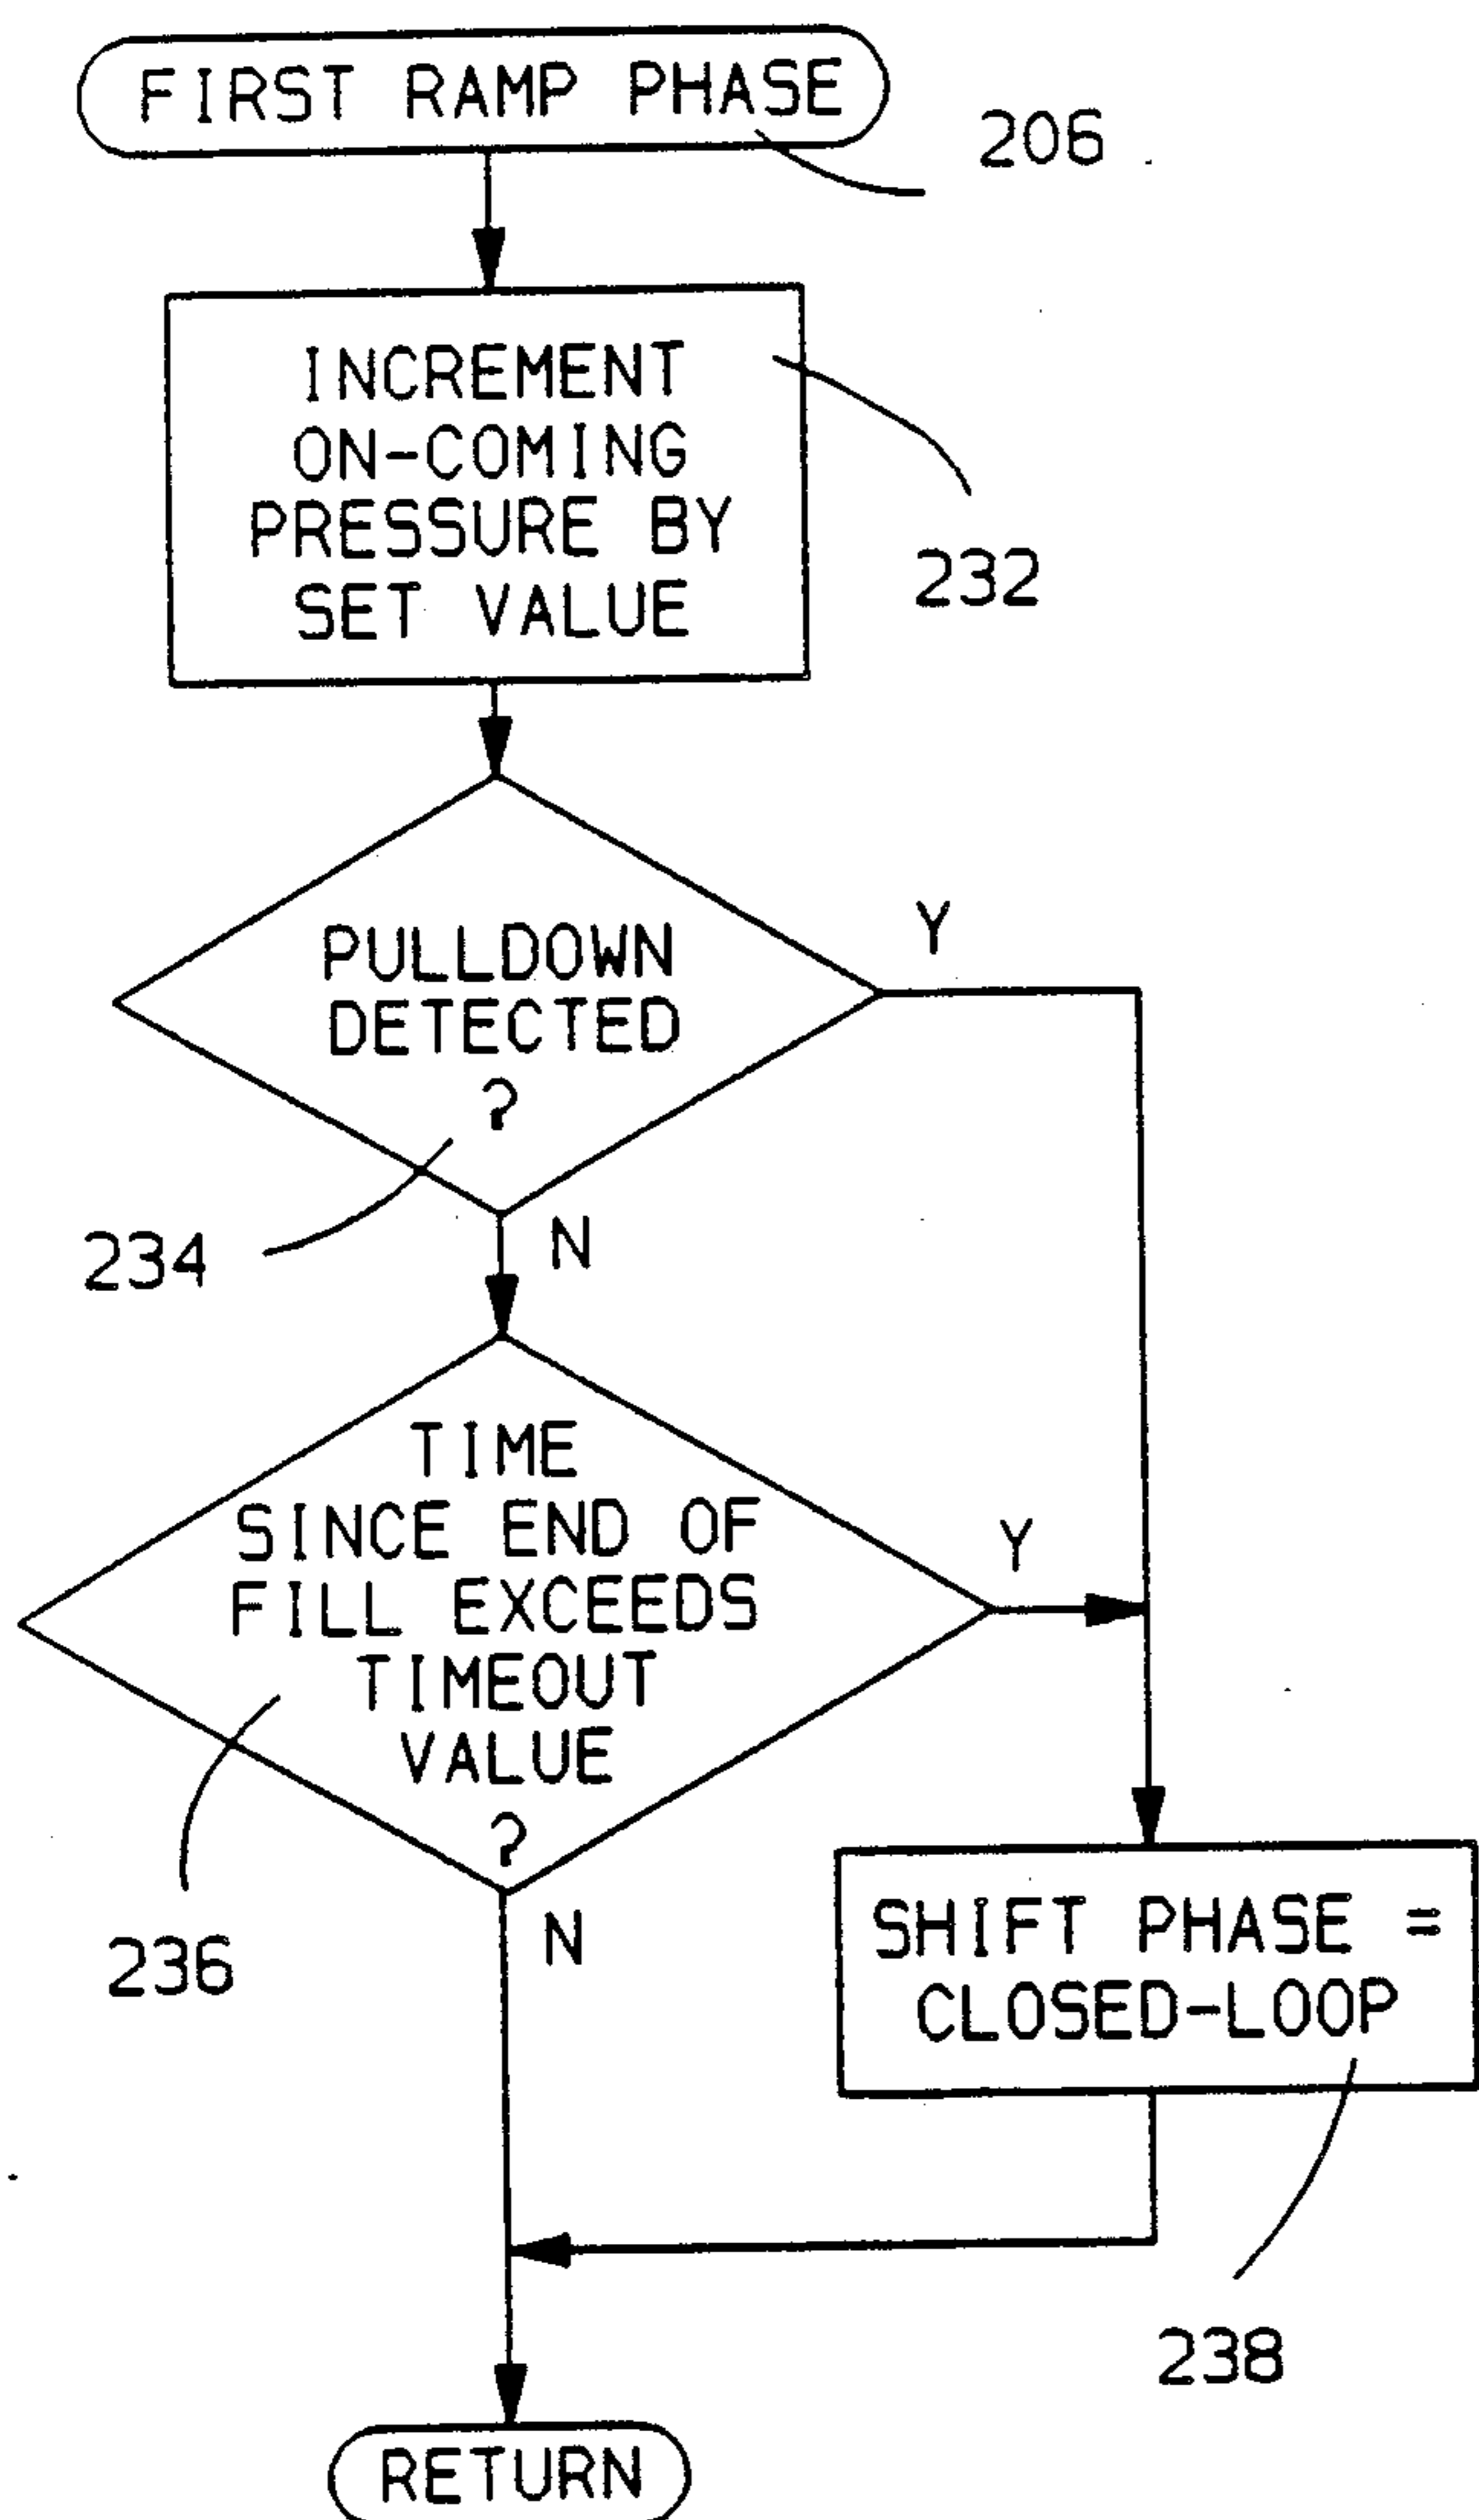 FIRST RAMP PHASE
206
INCREMENT
ON-COMING
PRESSURE BY
SET VALUE
232
PULLDOWN
DETECTED
?
Y
234
N
TIME
SINCE END OF
FILL EXCEEDS
TIMEOUT
VALUE
?
Y
236
N
SHIFT PHASE =
CLOSED-LOOP
238
RETURN